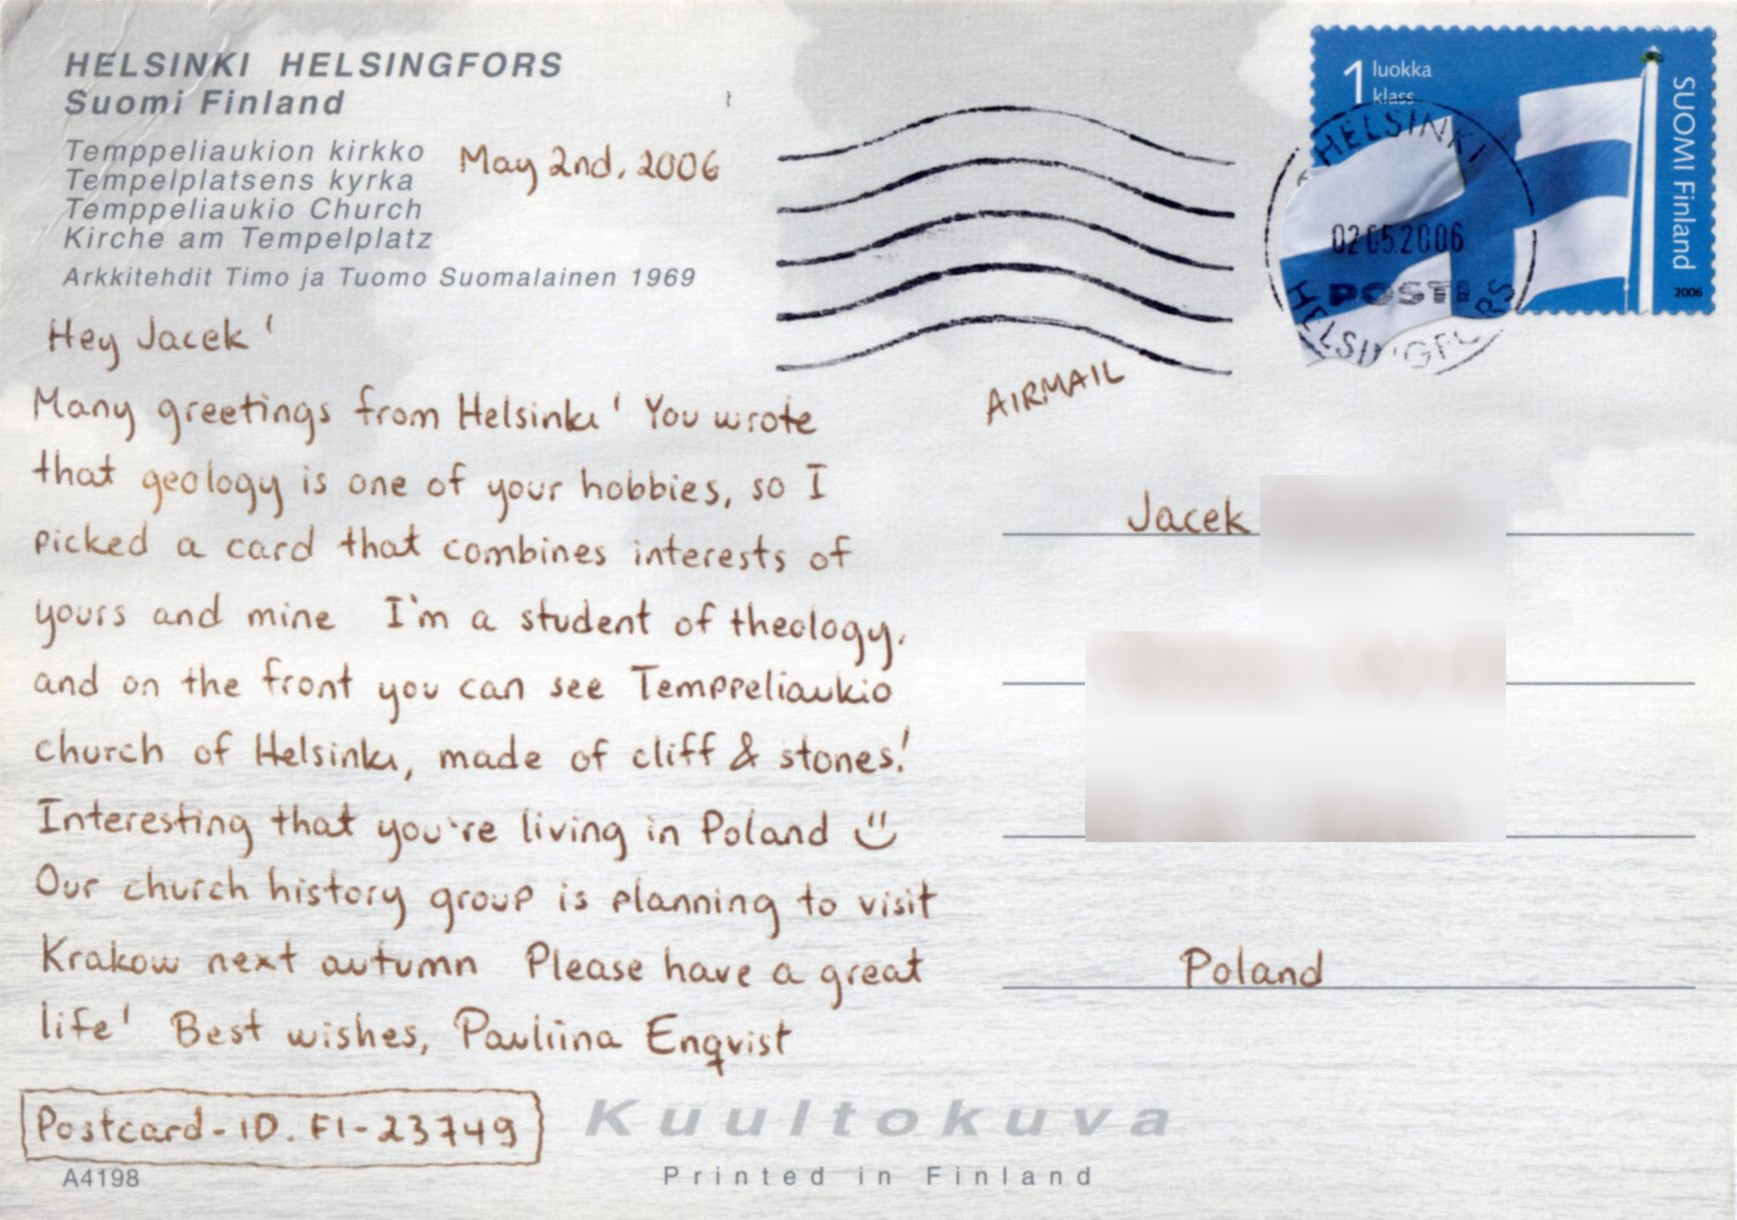 HELSINKI HELSINGFORS
Suomi Finland
Temppeliaukion kirkko
Tempelplatsens kyrka
Temppeliaukio Church
Kirche am Tempelplatz
Arkkitehdit Timo ja Tuomo Suomalainen 1969
May 2nd, 2006
Hey Jacek!
Many greetings from Helsinki! You wrote
that geology is one of your hobbies, so I
picked a card that combines interests of
yours and mine I'm a student of theology,
and on the front you can see Temppeliaukio
church of Helsinki, made of cliff & stones!
Interesting that you're living in Poland
Our church history group is planning to visit
Krakow next autumn Please have a great
life! Best wishes, Pauliina Enqvist
Postcard-ID. FI-23749
A4198
Kuultokuva
Printed in Finland
1 luokka
klass
SUOMI Finland
2006
HELSINKI
02.05.2006
POSTI
HELSINGFORS
AIRMAIL
Jacek
Poland